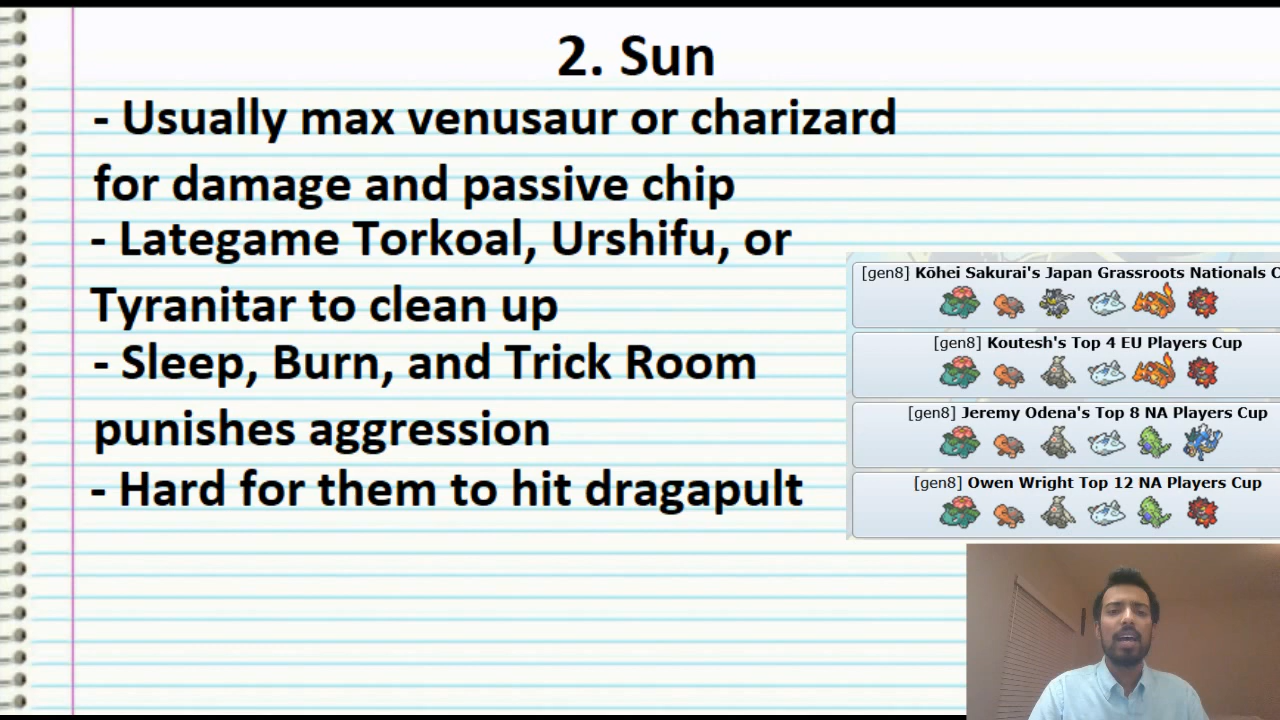 2. Sun
- Usually max venusaur or charizard
for damage and passive chip
- Lategame Torkoal, Urshifu, or
Tyranitar to clean up
- Sleep, Burn, and Trick Room
punishes aggression
- Hard for them to hit dragapult
[gen8] Kōhei Sakurai's Japan Grassroots Nationals
[gen8] Koutesh's Top 4 EU Players Cup
[gen8] Jeremy Odena's Top 8 NA Players Cup
[gen8] Owen Wright Top 12 NA Players Cup